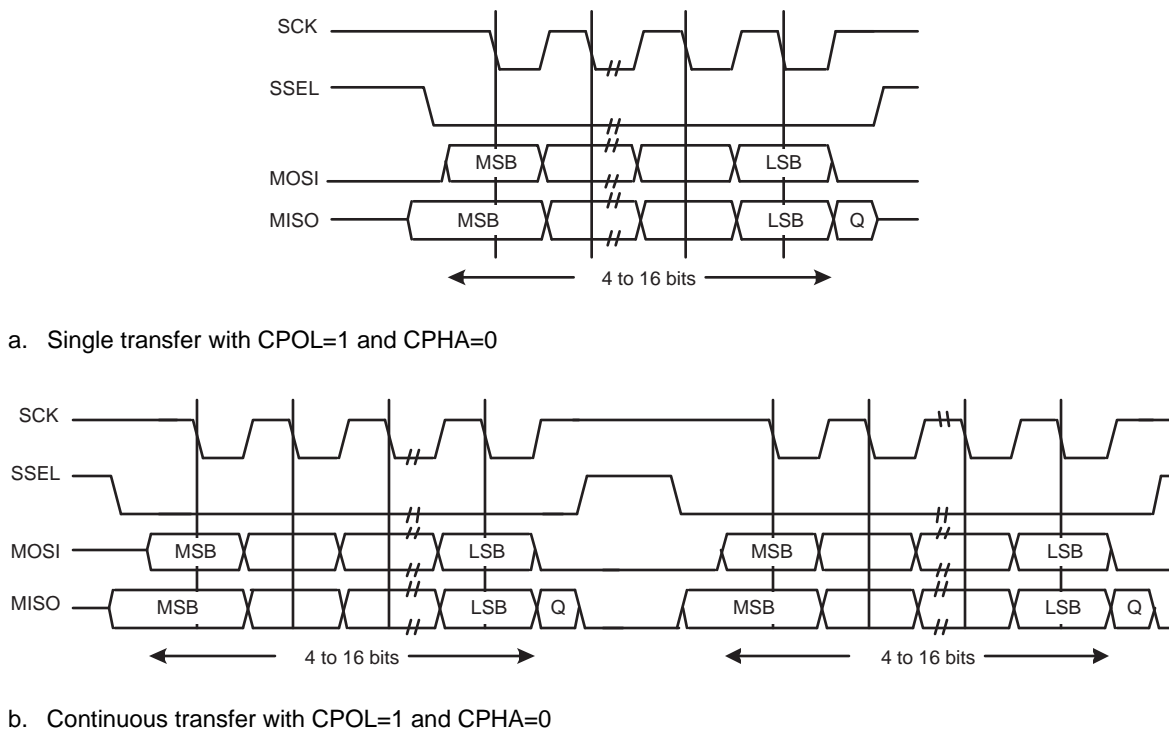 SCK
SSEL
MOSI MSB LSB
MISO MSB LSB Q
4 to 16 bits
a. Single transfer with CPOL=1 and CPHA=0
SCK
SSEL
MOSI MSB LSB MSB LSB
MISO MSB LSB Q MSB LSB Q
4 to 16 bits 4 to 16 bits
b. Continuous transfer with CPOL=1 and CPHA=0